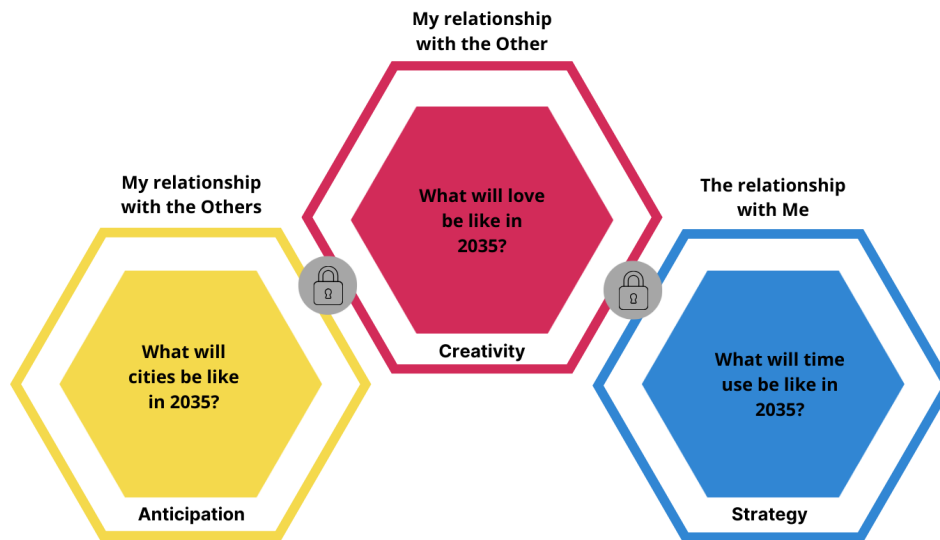 My relationship
with the Others
What will
cities be like
in 2035?
Anticipation
My relationship
with the Other
What will love
be like in
2035?
Creativity
The relationship
with Me
What will time
use be like in
2035?
Strategy